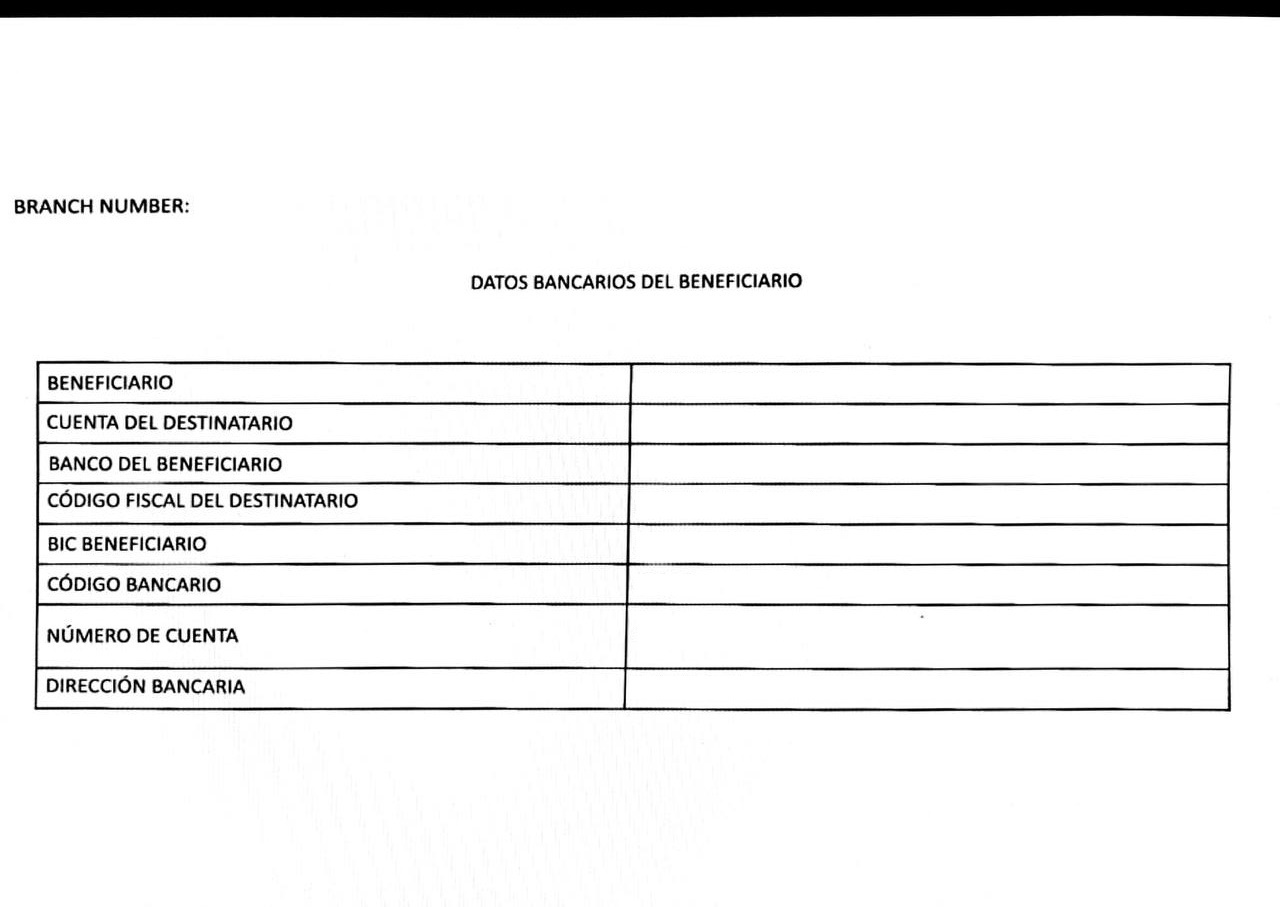 BRANCH NUMBER:
DATOS BANCARIOS DEL BENEFICIARIO
BENEFICIARIO
CUENTA DEL DESTINATARIO
BANCO DEL BENEFICIARIO
CÓDIGO FISCAL DEL DESTINATARIO
BIC BENEFICIARIO
CÓDIGO BANCARIO
NÚMERO DE CUENTA
DIRECCIÓN BANCARIA